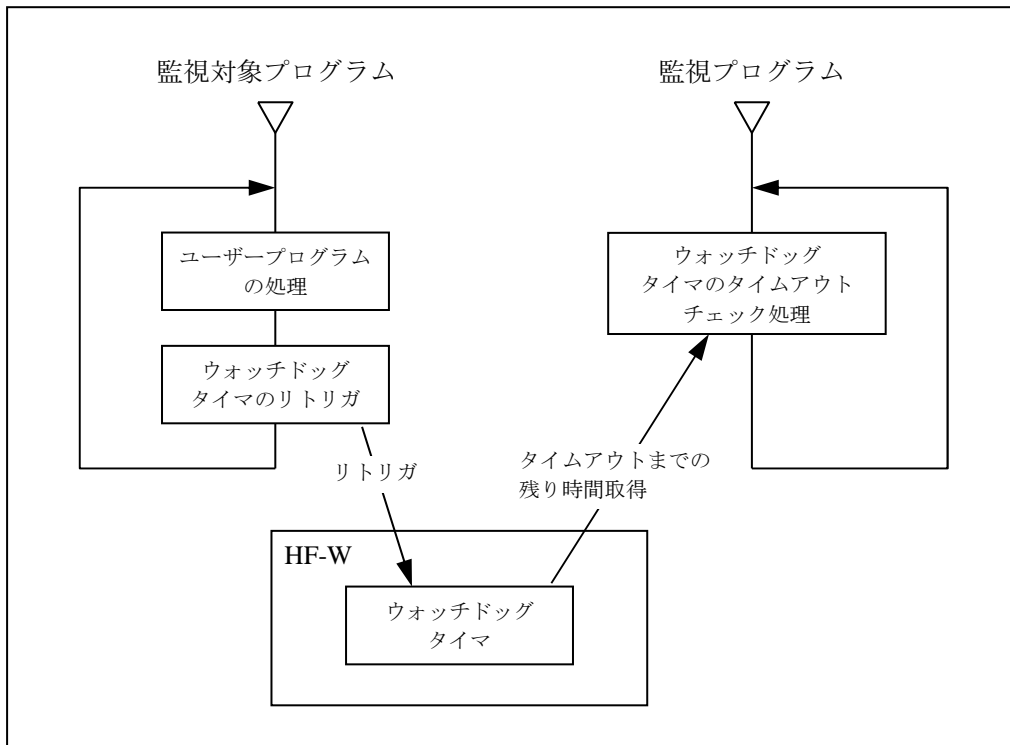 監視対象プログラム
監視プログラム
ユーザープログラム
の処理
ウォッチドッグ
タイマのリトリガ
ウォッチドッグ
タイマのタイムアウト
チェック処理
リトリガ
タイムアウトまでの
残り時間取得
HF-W
ウォッチドッグ
タイマ